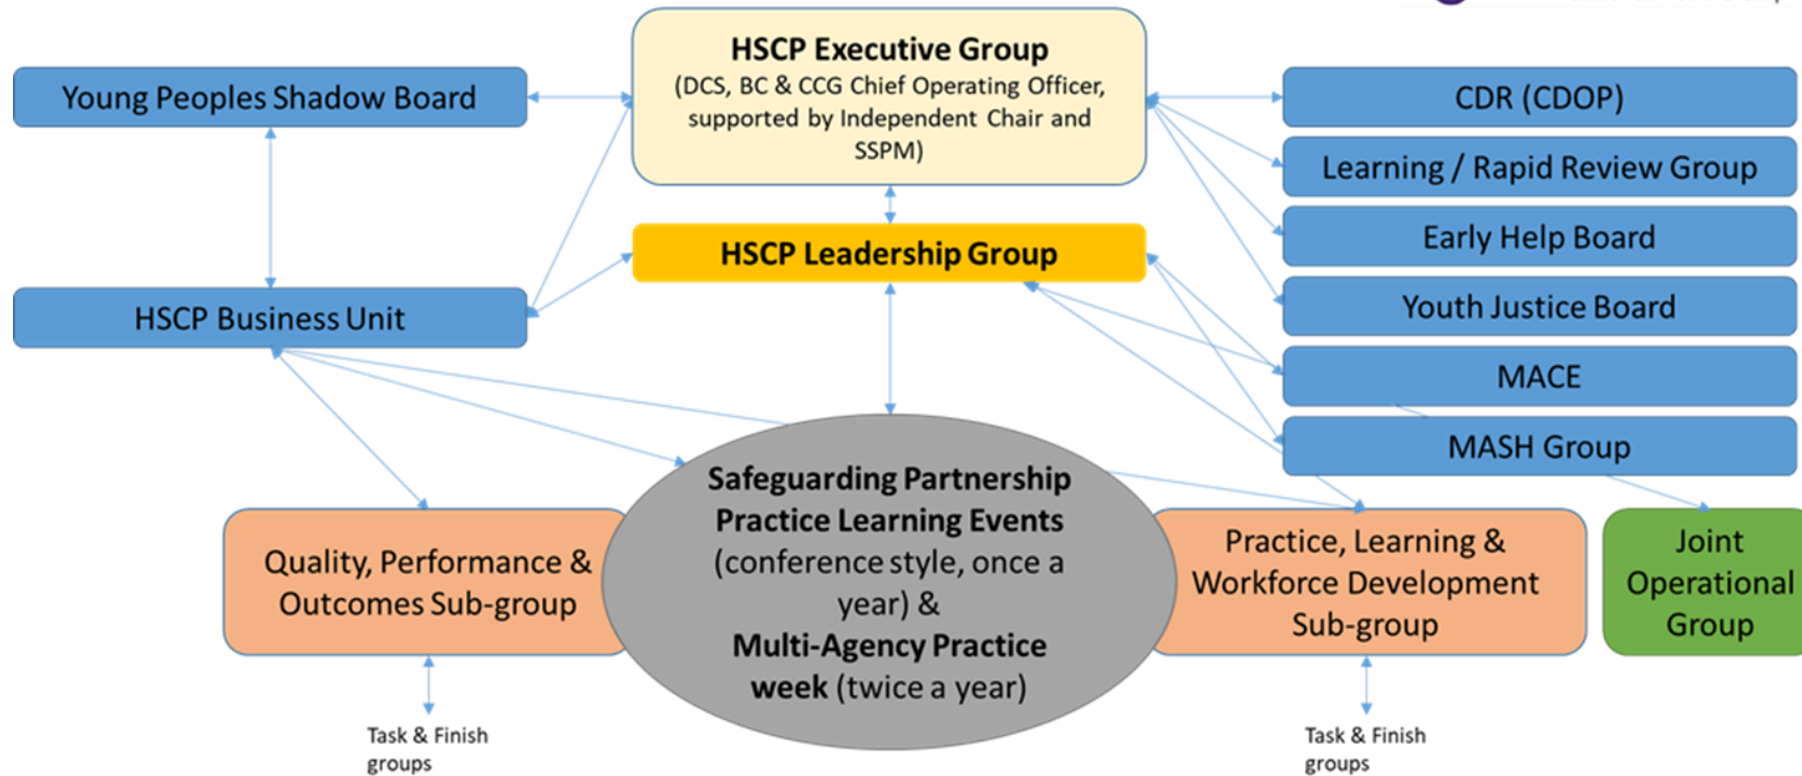 HSCP Executive Group
(DCS, BC & CCG Chief Operating Officer,
supported by Independent Chair and
SSPM)
Young Peoples Shadow Board
CDR (CDOP)
Learning / Rapid Review Group
Early Help Board
HSCP Leadership Group
Youth Justice Board
HSCP Business Unit
MACE
MASH Group
Safeguarding Partnership
Practice Learning Events
(conference style, once a
year) &
Multi-Agency Practice
week (twice a year)
Quality, Performance &
Outcomes Sub-group
Practice, Learning &
Workforce Development
Sub-group
Joint
Operational
Group
Task & Finish
groups
Task & Finish
groups